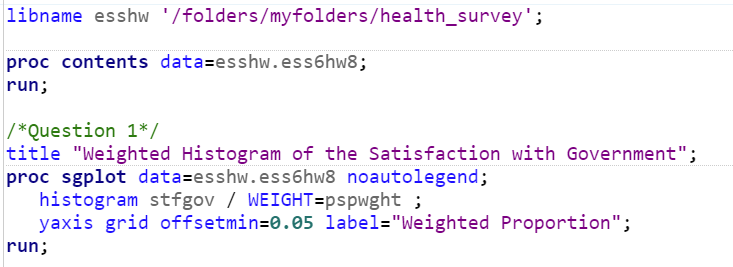 libname esshw '/folders/myfolders/health_survey';
proc contents data=esshw.ess6hw8;
run;
/*Question 1*/
title "Weighted Histogram of the Satisfaction with Government";
proc sgplot data=esshw.ess6hw8 noautolegend;
histogram stfgov / WEIGHT=pspwght ;
yaxis grid offsetmin=0.05 label="Weighted Proportion";
run;